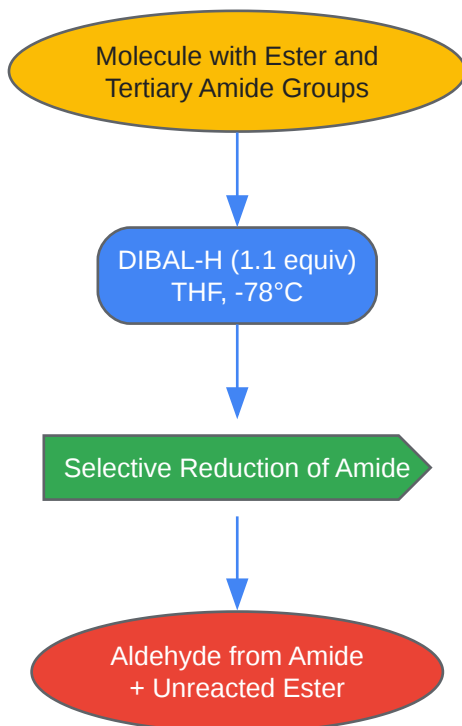 Molecule with Ester and
Tertiary Amide Groups
DIBAL-H (1.1 equiv)
THF, -78°C
Selective Reduction of Amide
Aldehyde from Amide
+ Unreacted Ester